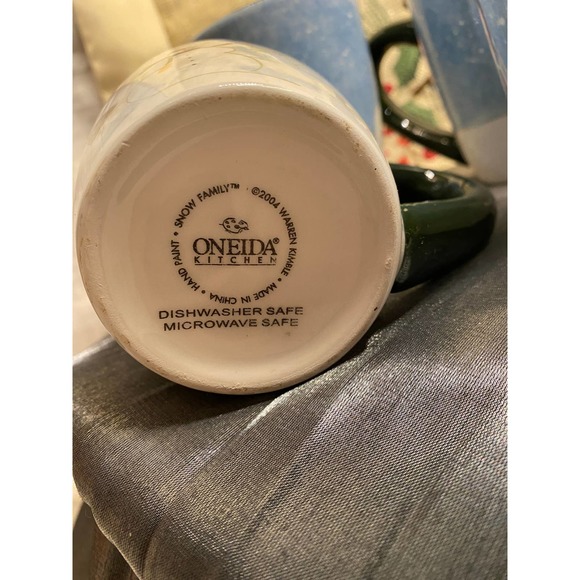 SNOW FAMILY™ • ©2004 WARREN KIMBLE • MADE IN CHINA • HAND PAINT •
ONEIDA®
KITCHEN
DISHWASHER SAFE
MICROWAVE SAFE